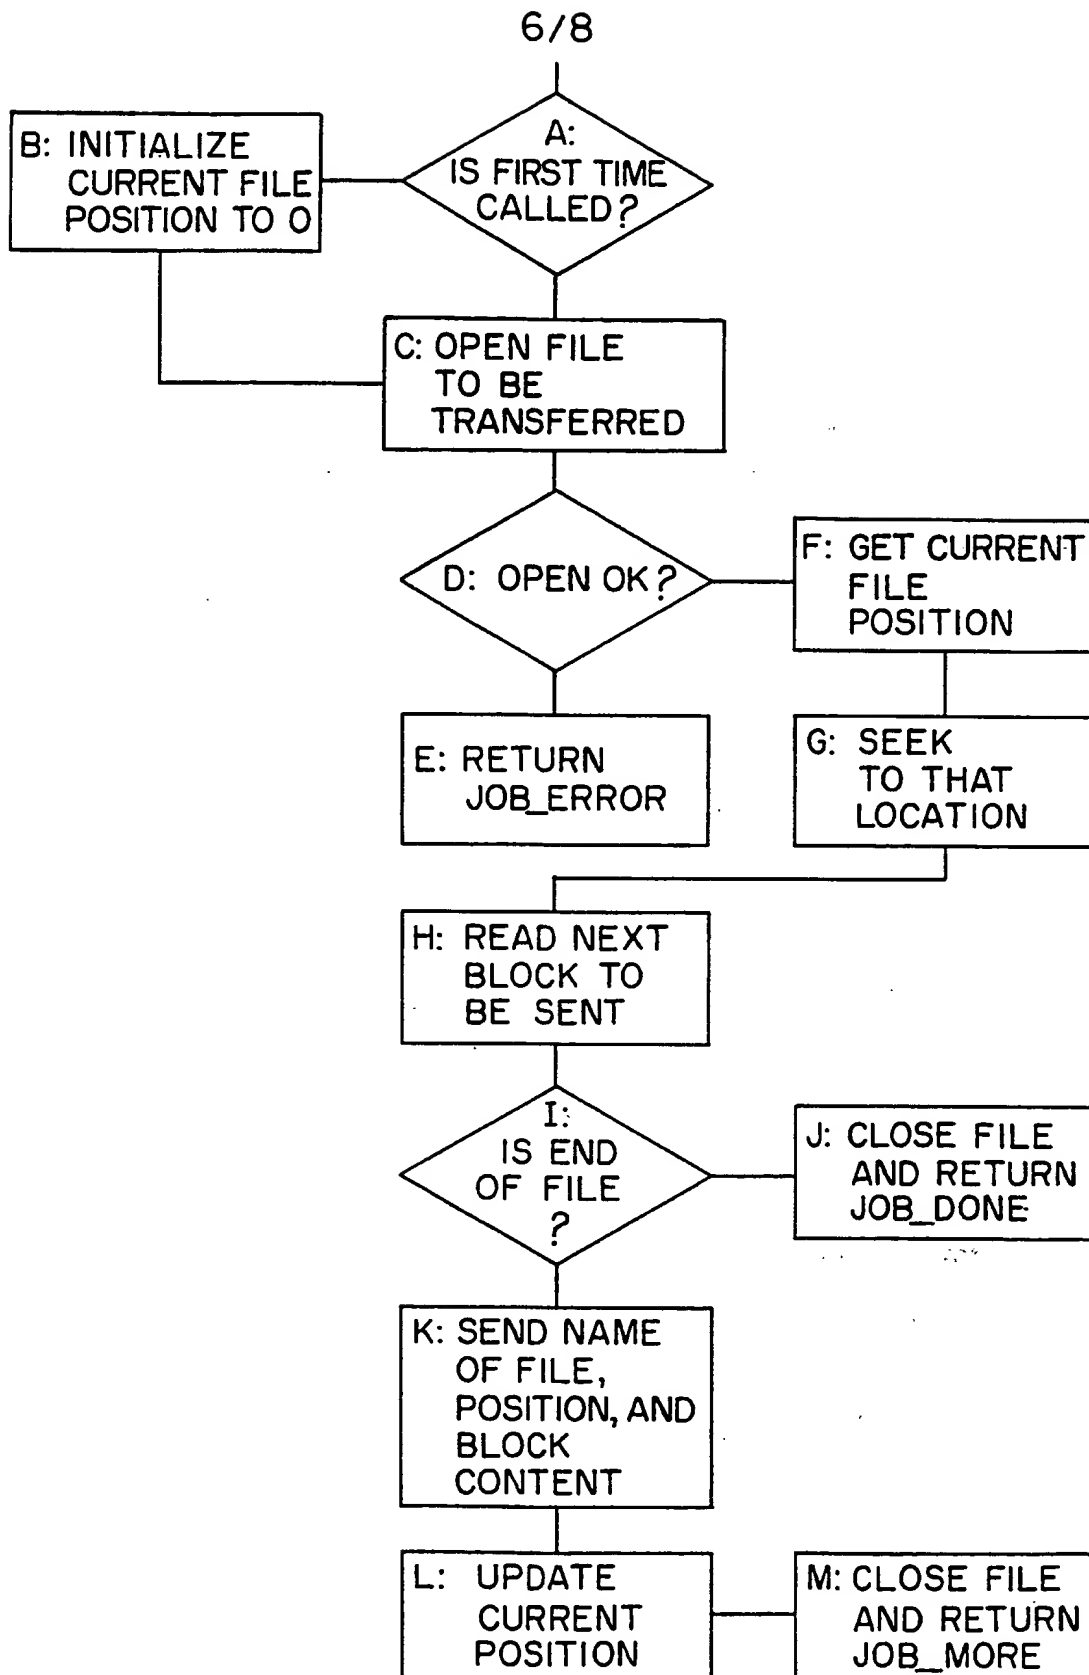 6/8
A:
IS FIRST TIME
CALLED?
B: INITIALIZE
CURRENT FILE
POSITION TO 0
C: OPEN FILE
TO BE
TRANSFERRED
D: OPEN OK?
F: GET CURRENT
FILE
POSITION
E: RETURN
JOB_ERROR
G: SEEK
TO THAT
LOCATION
H: READ NEXT
BLOCK TO
BE SENT
I:
IS END
OF FILE
?
J: CLOSE FILE
AND RETURN
JOB_DONE
K: SEND NAME
OF FILE,
POSITION, AND
BLOCK
CONTENT
L: UPDATE
CURRENT
POSITION
M: CLOSE FILE
AND RETURN
JOB_MORE